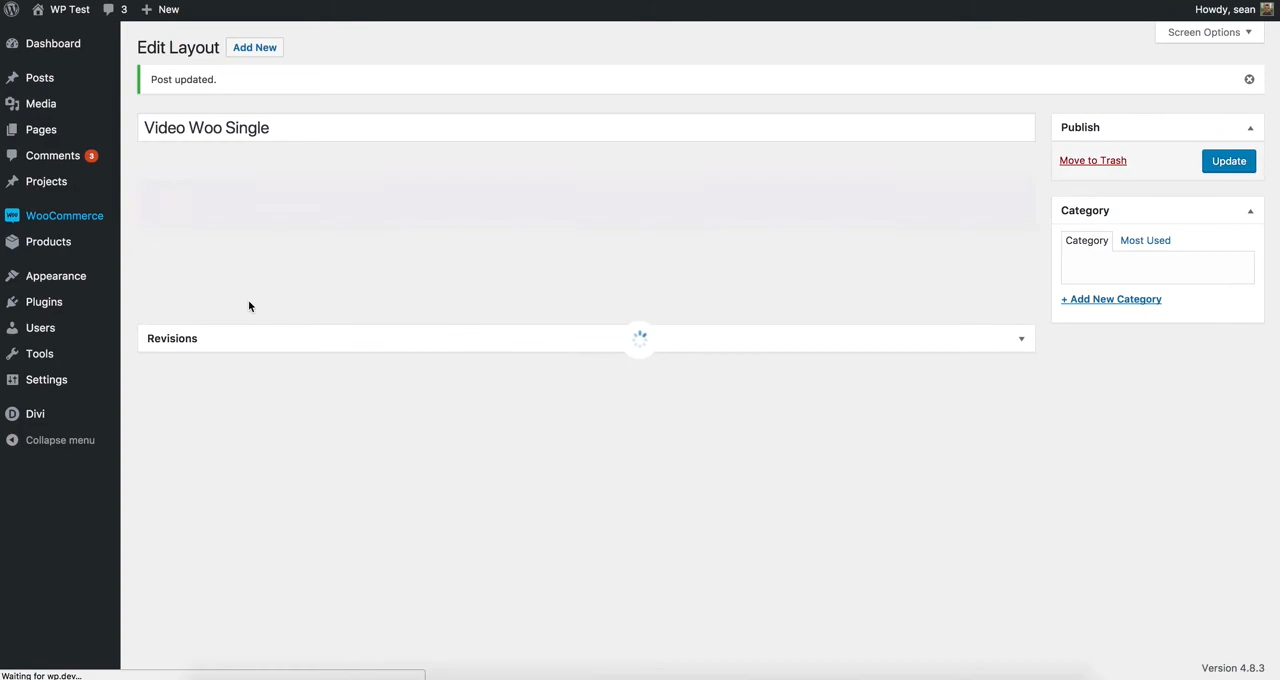 WP Test
3
New
Howdy, sean
Screen Options ▼
Dashboard
Posts
Media
Pages
Comments 3
Projects
WooCommerce
Products
Appearance
Plugins
Users
Tools
Settings
Divi
Collapse menu
Edit Layout
Add New
Post updated.
Video Woo Single
Revisions
Publish
Move to Trash
Update
Category
Category
Most Used
+ Add New Category
Waiting for wp.dev...
Version 4.8.3